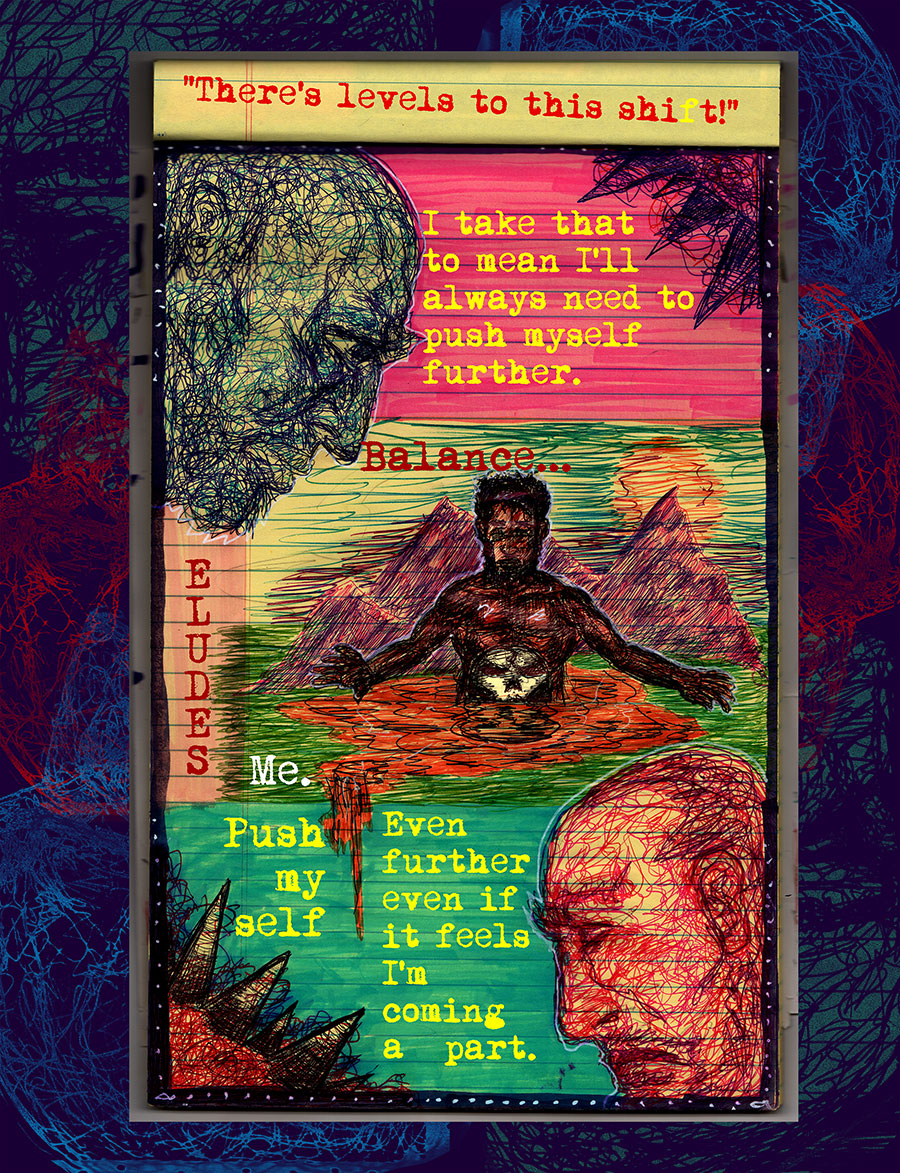 "There's levels to this shift!"
I take that
to mean I'll
always need to
push myself
further.
Balance...
ELUDES
Me.
Push
my
self
Even
further
even if
it feels
I'm
coming
a part.